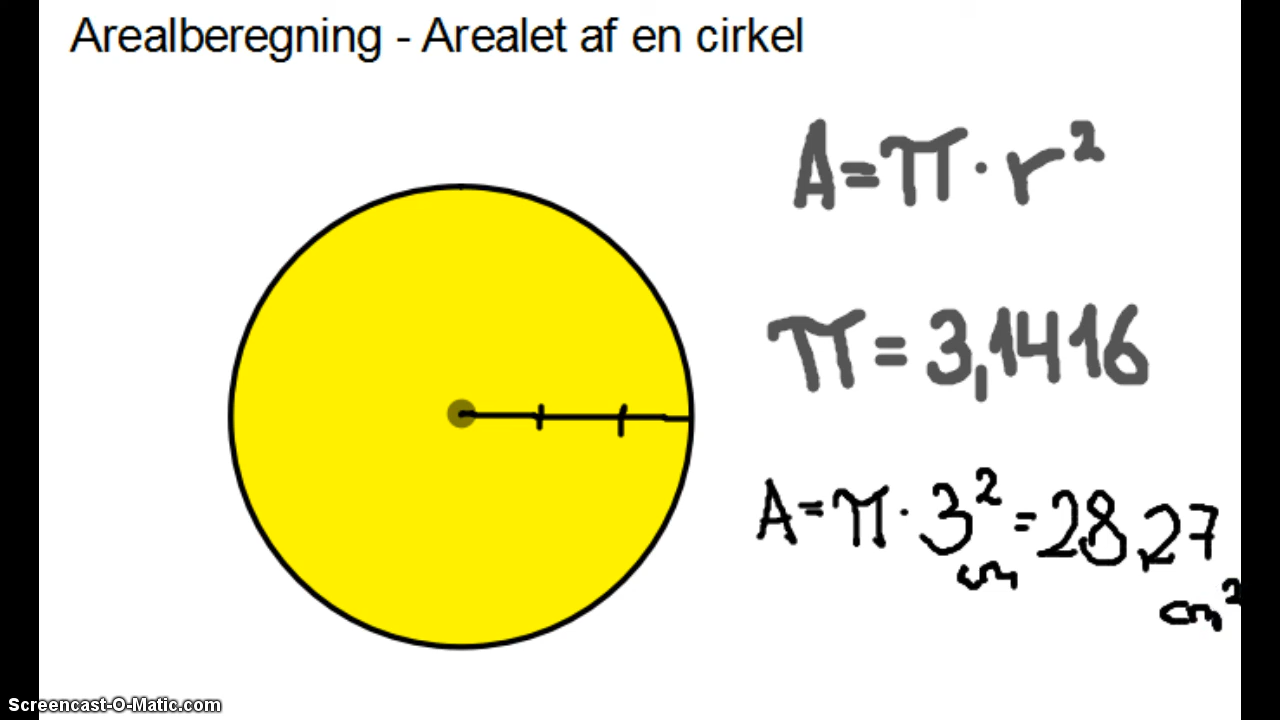 Arealberegning - Arealet af en cirkel
A = π · r²
π = 3,1416
A = π · 3² = 28,27
cm
cm²
Screencast-O-Matic.com